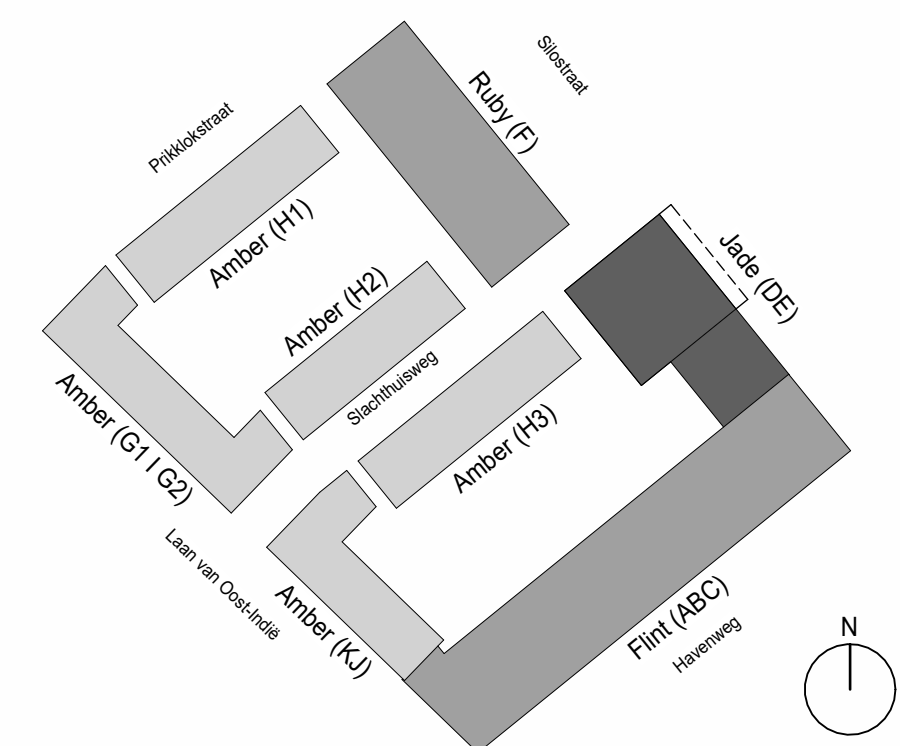 Silostraat
Ruby (F)
Prikklokstraat
Amber (H1)
Jade (DE)
Amber (H2)
Slachthuisweg
Amber (G1 I G2)
Amber (H3)
Laan van Oost-Indië
Amber (KJ)
Flint (ABC)
Havenweg
N